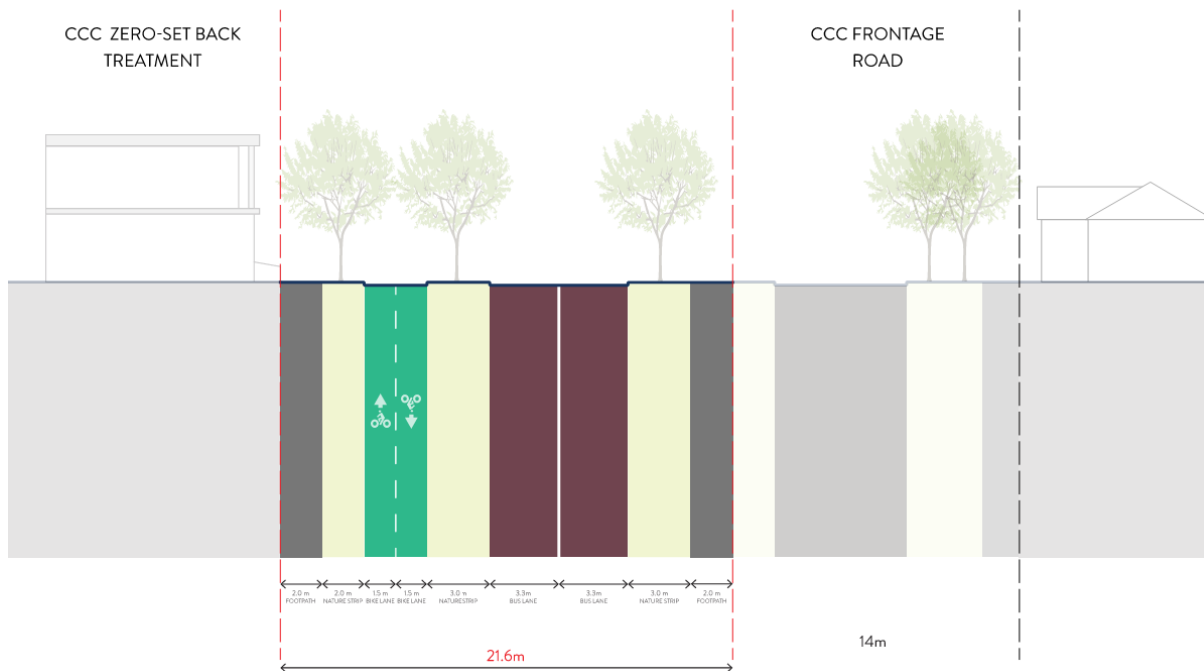 CCC ZERO-SET BACK
TREATMENT
CCC FRONTAGE
ROAD
2.0 m
FOOTPATH
2.0 m
NATURE STRIP
1.5 m
BIKE LANE
1.5 m
BIKE LANE
3.0 m
NATURESTRIP
3.3m
BUS LANE
3.3m
BUS LANE
3.0 m
NATURE STRIP
2.0 m
FOOTPATH
21.6m
14m